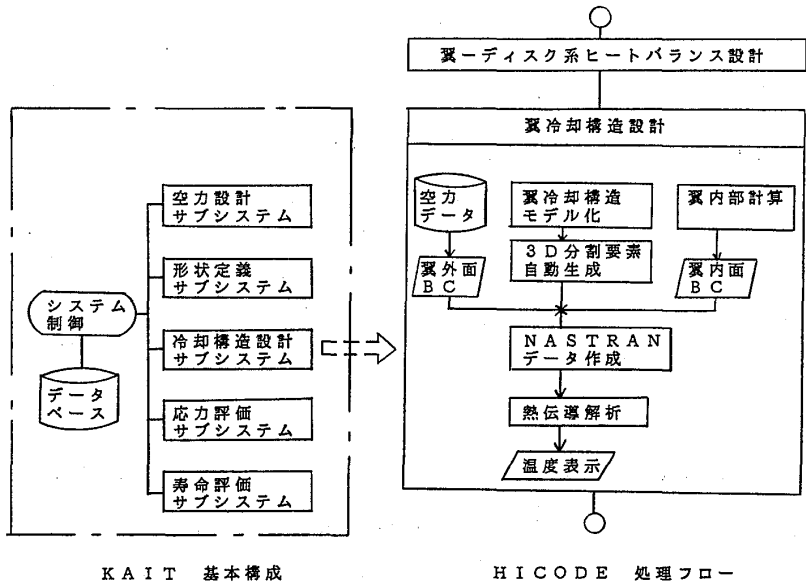 翼ーディスク系ヒートバランス設計
翼冷却構造設計
空力
データ
翼冷却構造
モデル化
翼内部計算
翼外面
BC
3D分割要素
自動生成
翼内面
BC
NASTRAN
データ作成
熱伝導解析
温度表示
システム
制御
データ
ベース
空力設計
サブシステム
形状定義
サブシステム
冷却構造設計
サブシステム
応力評価
サブシステム
寿命評価
サブシステム
KAIT 基本構成
HICODE 処理フロー